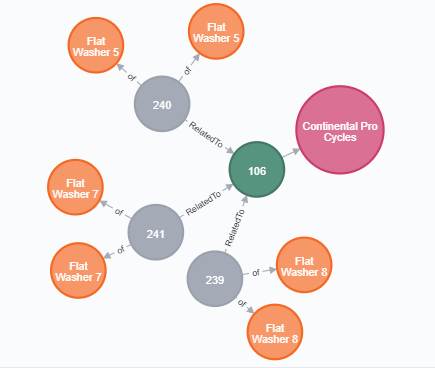 Flat
Washer 5
Flat
Washer 5
of
of
240
RelatedTo
Continental Pro
Cycles
106
Flat
Washer 7
of
RelatedTo
241
of
Flat
Washer 7
RelatedTo
239
of
Flat
Washer 8
of
Flat
Washer 8